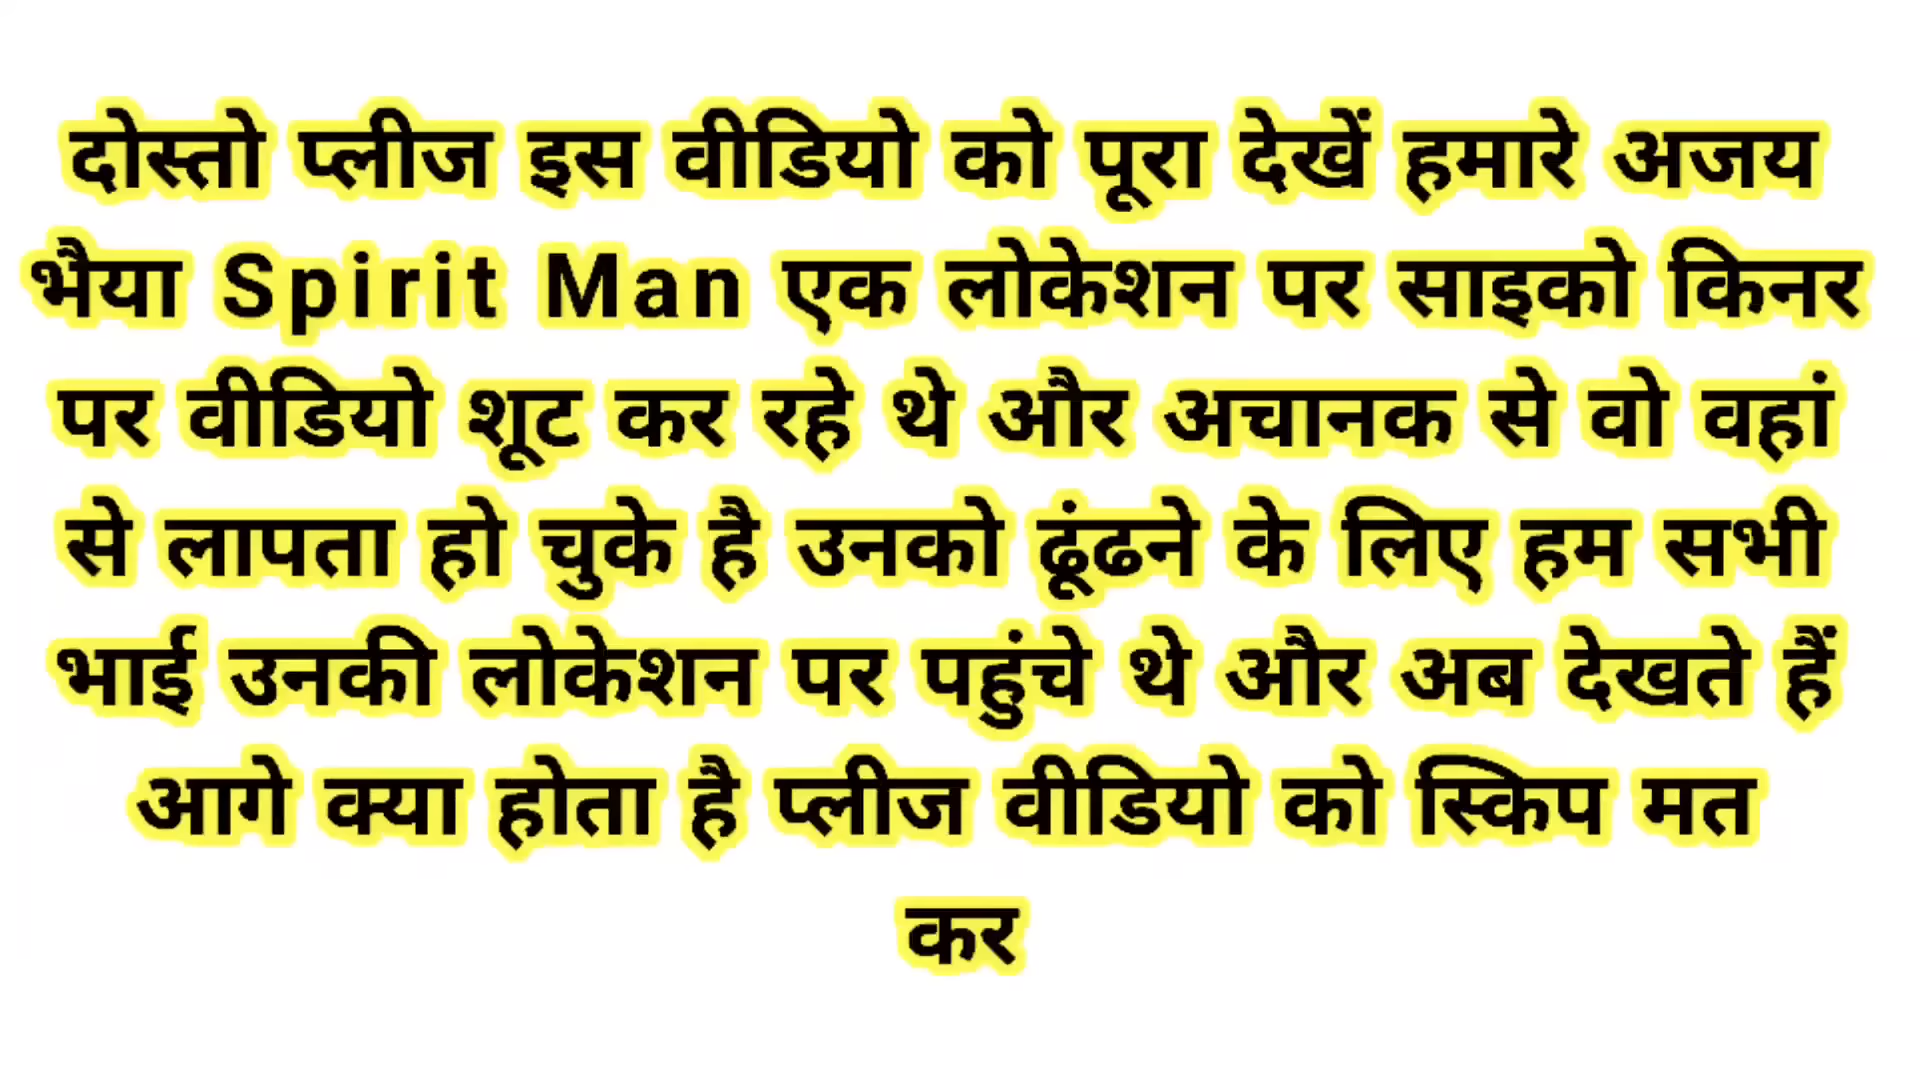 दोस्तो प्लीज इस वीडियो को पूरा देखें हमारे अजय
भैया Spirit Man एक लोकेशन पर साइको किनर
पर वीडियो शूट कर रहे थे और अचानक से वो वहां
से लापता हो चुके है उनको ढूंढने के लिए हम सभी
भाई उनकी लोकेशन पर पहुंचे थे और अब देखते हैं
आगे क्या होता है प्लीज वीडियो को स्किप मत
कर